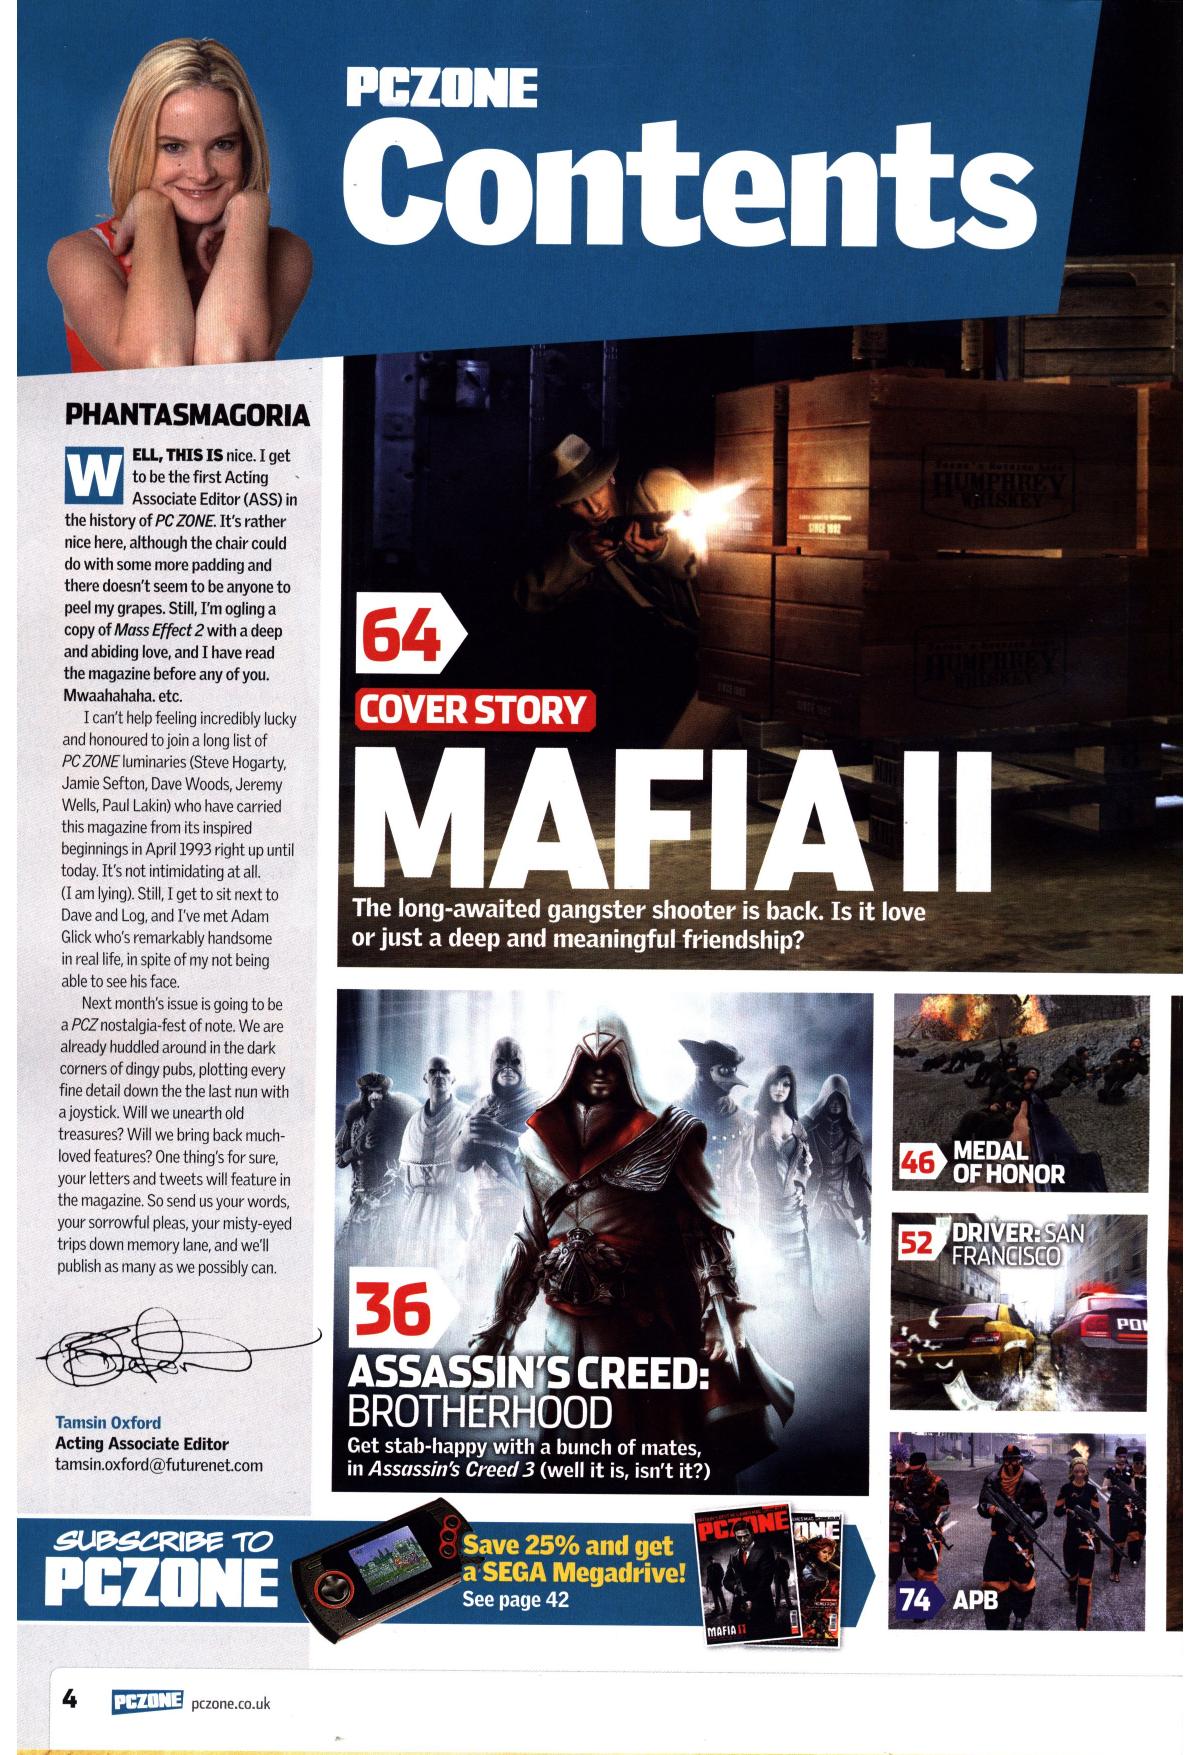 PCZONE
Contents
PHANTASMAGORIA
WELL, THIS IS nice. I get
to be the first Acting
Associate Editor (ASS) in
the history of PC ZONE. It's rather
nice here, although the chair could
do with some more padding and
there doesn't seem to be anyone to
peel my grapes. Still, I'm ogling a
copy of Mass Effect 2 with a deep
and abiding love, and I have read
the magazine before any of you.
Mwaahahaha. etc.
I can't help feeling incredibly lucky
and honoured to join a long list of
PC ZONE luminaries (Steve Hogarty,
Jamie Sefton, Dave Woods, Jeremy
Wells, Paul Lakin) who have carried
this magazine from its inspired
beginnings in April 1993 right up until
today. It's not intimidating at all.
(I am lying). Still, I get to sit next to
Dave and Log, and I've met Adam
Glick who's remarkably handsome
in real life, in spite of my not being
able to see his face.
Next month's issue is going to be
a PCZ nostalgia-fest of note. We are
already huddled around in the dark
corners of dingy pubs, plotting every
fine detail down the the last nun with
a joystick. Will we unearth old
treasures? Will we bring back much-
loved features? One thing's for sure,
your letters and tweets will feature in
the magazine. So send us your words,
your sorrowful pleas, your misty-eyed
trips down memory lane, and we'll
publish as many as we possibly can.
Tamsin Oxford
Acting Associate Editor
tamsin.oxford@futurenet.com
HUMPHREY
WHISKEY
SINCE 1992
HUMPHREY
WHISKEY
64
COVER STORY
MAFIA II
The long-awaited gangster shooter is back. Is it love
or just a deep and meaningful friendship?
36
ASSASSIN'S CREED:
BROTHERHOOD
Get stab-happy with a bunch of mates,
in Assassin's Creed 3 (well it is, isn't it?)
46 MEDAL
OF HONOR
52 DRIVER: SAN
FRANCISCO
POL
74 APB
SUBSCRIBE TO
PCZONE
Save 25% and get
a SEGA Megadrive!
See page 42
PCZONE
MAFIA II
ONE
4 PCZONE pczone.co.uk